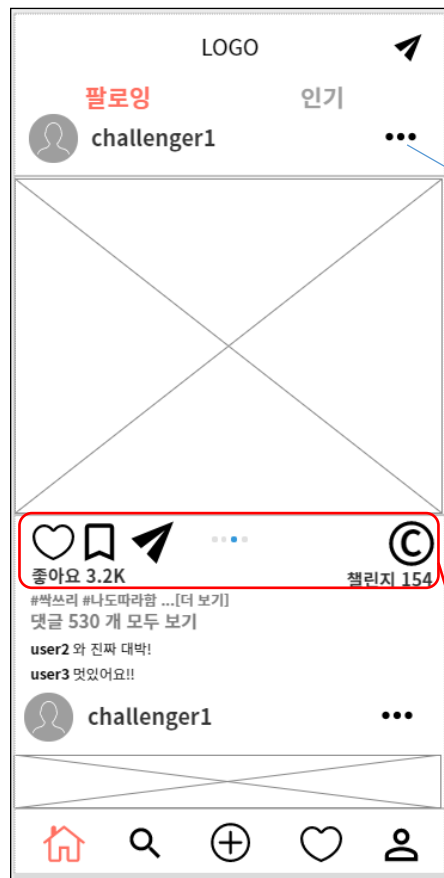 LOGO
팔로잉 인기
challenger1
좋아요 3.2K 챌린지 154
#싹쓰리 #나도따라함 ...[더 보기]
댓글 530 개 모두 보기
user2 와 진짜 대박!
user3 멋있어요!!
challenger1